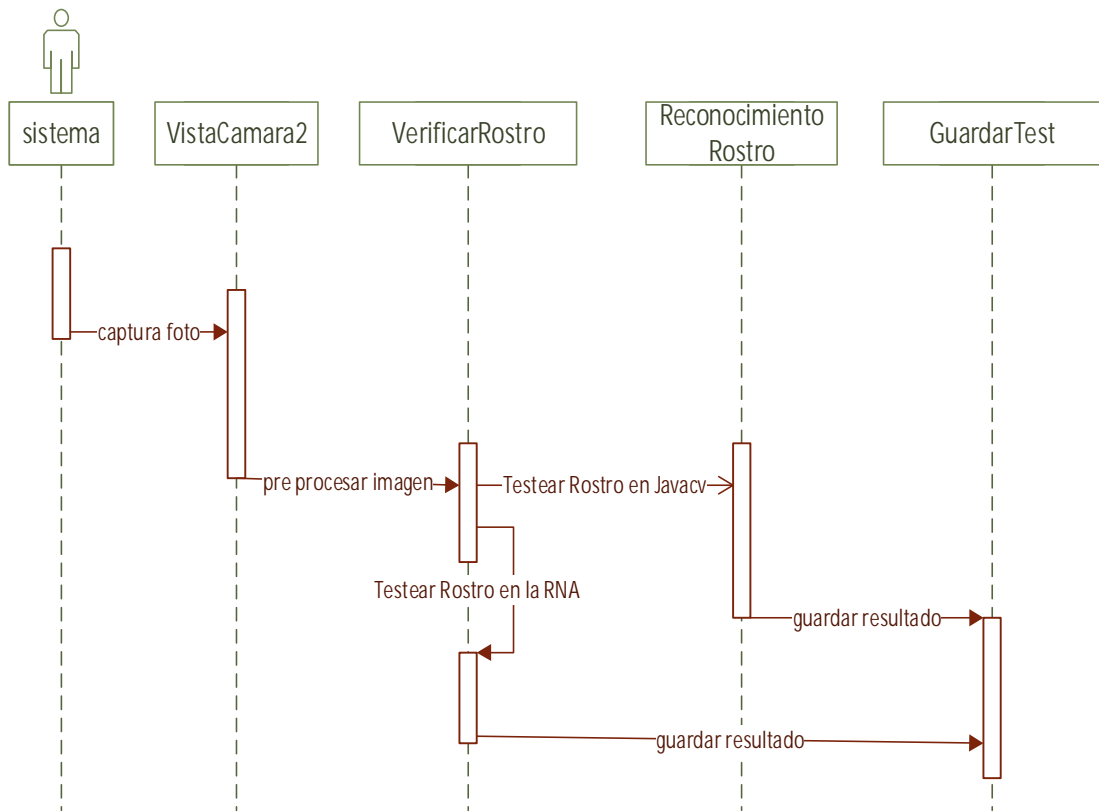 sistema
VistaCamara2
VerificarRostro
Reconocimiento
Rostro
GuardarTest
captura foto
pre procesar imagen
Testear Rostro en Javacv
Testear Rostro en la RNA
guardar resultado
guardar resultado